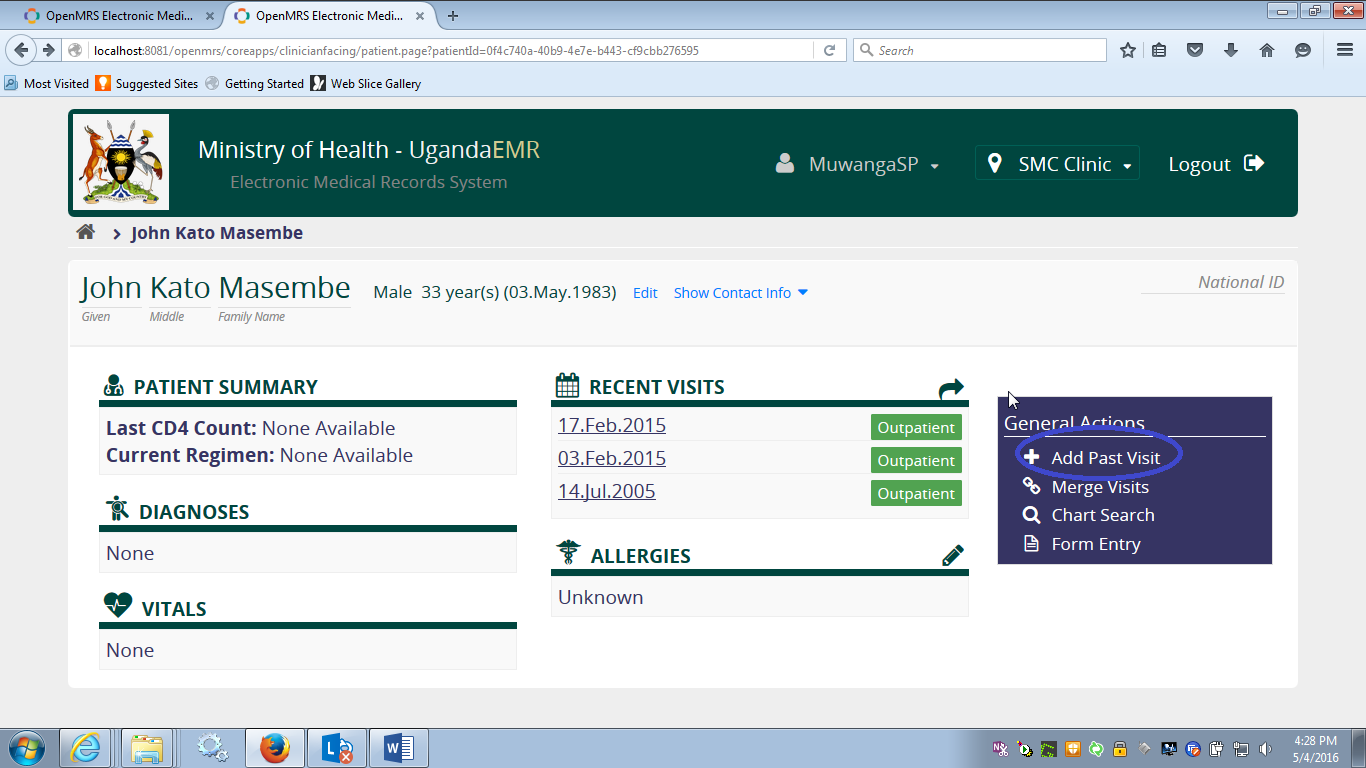 OpenMRS Electronic Medi...
OpenMRS Electronic Medi...
localhost:8081/openmrs/coreapps/clinicianfacing/patient.page?patientId=0f4c740a-40b9-4e7e-b443-cf9cbb276595
Search
Most Visited Suggested Sites Getting Started Web Slice Gallery
Ministry of Health - UgandaEMR
Electronic Medical Records System
MuwangaSP
SMC Clinic
Logout
John Kato Masembe
John Kato Masembe
Given Middle Family Name
Male 33 year(s) (03.May.1983) Edit Show Contact Info
National ID
PATIENT SUMMARY
Last CD4 Count: None Available
Current Regimen: None Available
DIAGNOSES
None
VITALS
None
RECENT VISITS
17.Feb.2015 Outpatient
03.Feb.2015 Outpatient
14.Jul.2005 Outpatient
ALLERGIES
Unknown
General Actions
Add Past Visit
Merge Visits
Chart Search
Form Entry
4:28 PM
5/4/2016